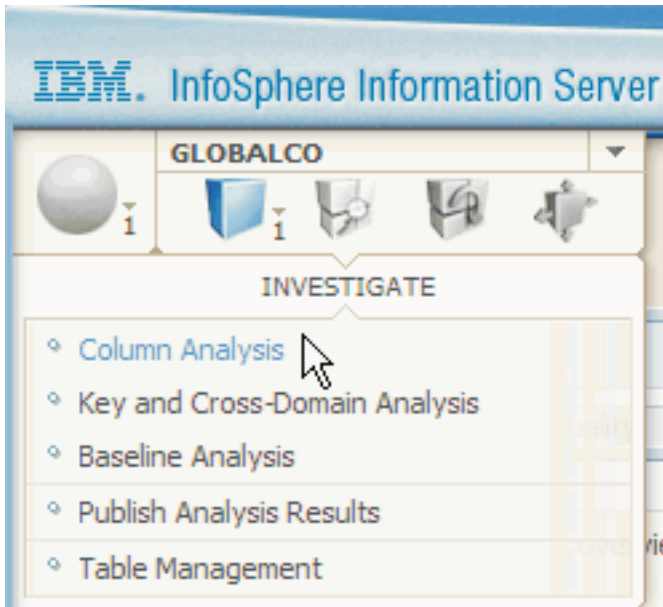 IBM. InfoSphere Information Server
GLOBALCO
1
1
INVESTIGATE
Column Analysis
Key and Cross-Domain Analysis
Baseline Analysis
Publish Analysis Results
Table Management